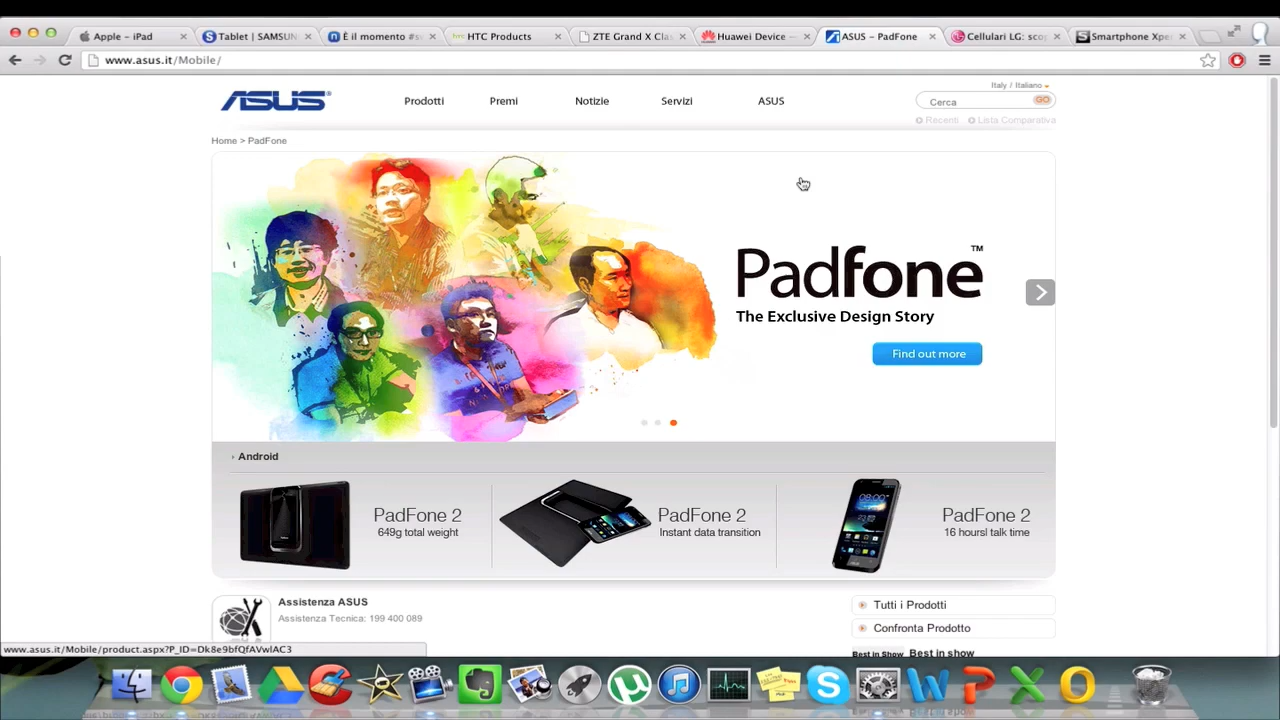 Apple - iPad
Tablet | SAMSUN
È il momento #s
HTC Products
ZTE Grand X Cla
Huawei Device —
ASUS - PadFone
Cellulari LG: sco
Smartphone Xpe
www.asus.it/Mobile/
Italy / Italiano
ASUS
Prodotti
Premi
Notizie
Servizi
ASUS
Cerca
GO
Recenti
Lista Comparativa
Home > PadFone
Padfone™
The Exclusive Design Story
Find out more
Android
PadFone 2
649g total weight
PadFone 2
Instant data transition
PadFone 2
16 hoursl talk time
Assistenza ASUS
Assistenza Tecnica: 199 400 089
Tutti i Prodotti
Confronta Prodotto
Best in Show
Best in show
www.asus.it/Mobile/product.aspx?P_ID=Dk8e9bfQfAVwlAC3